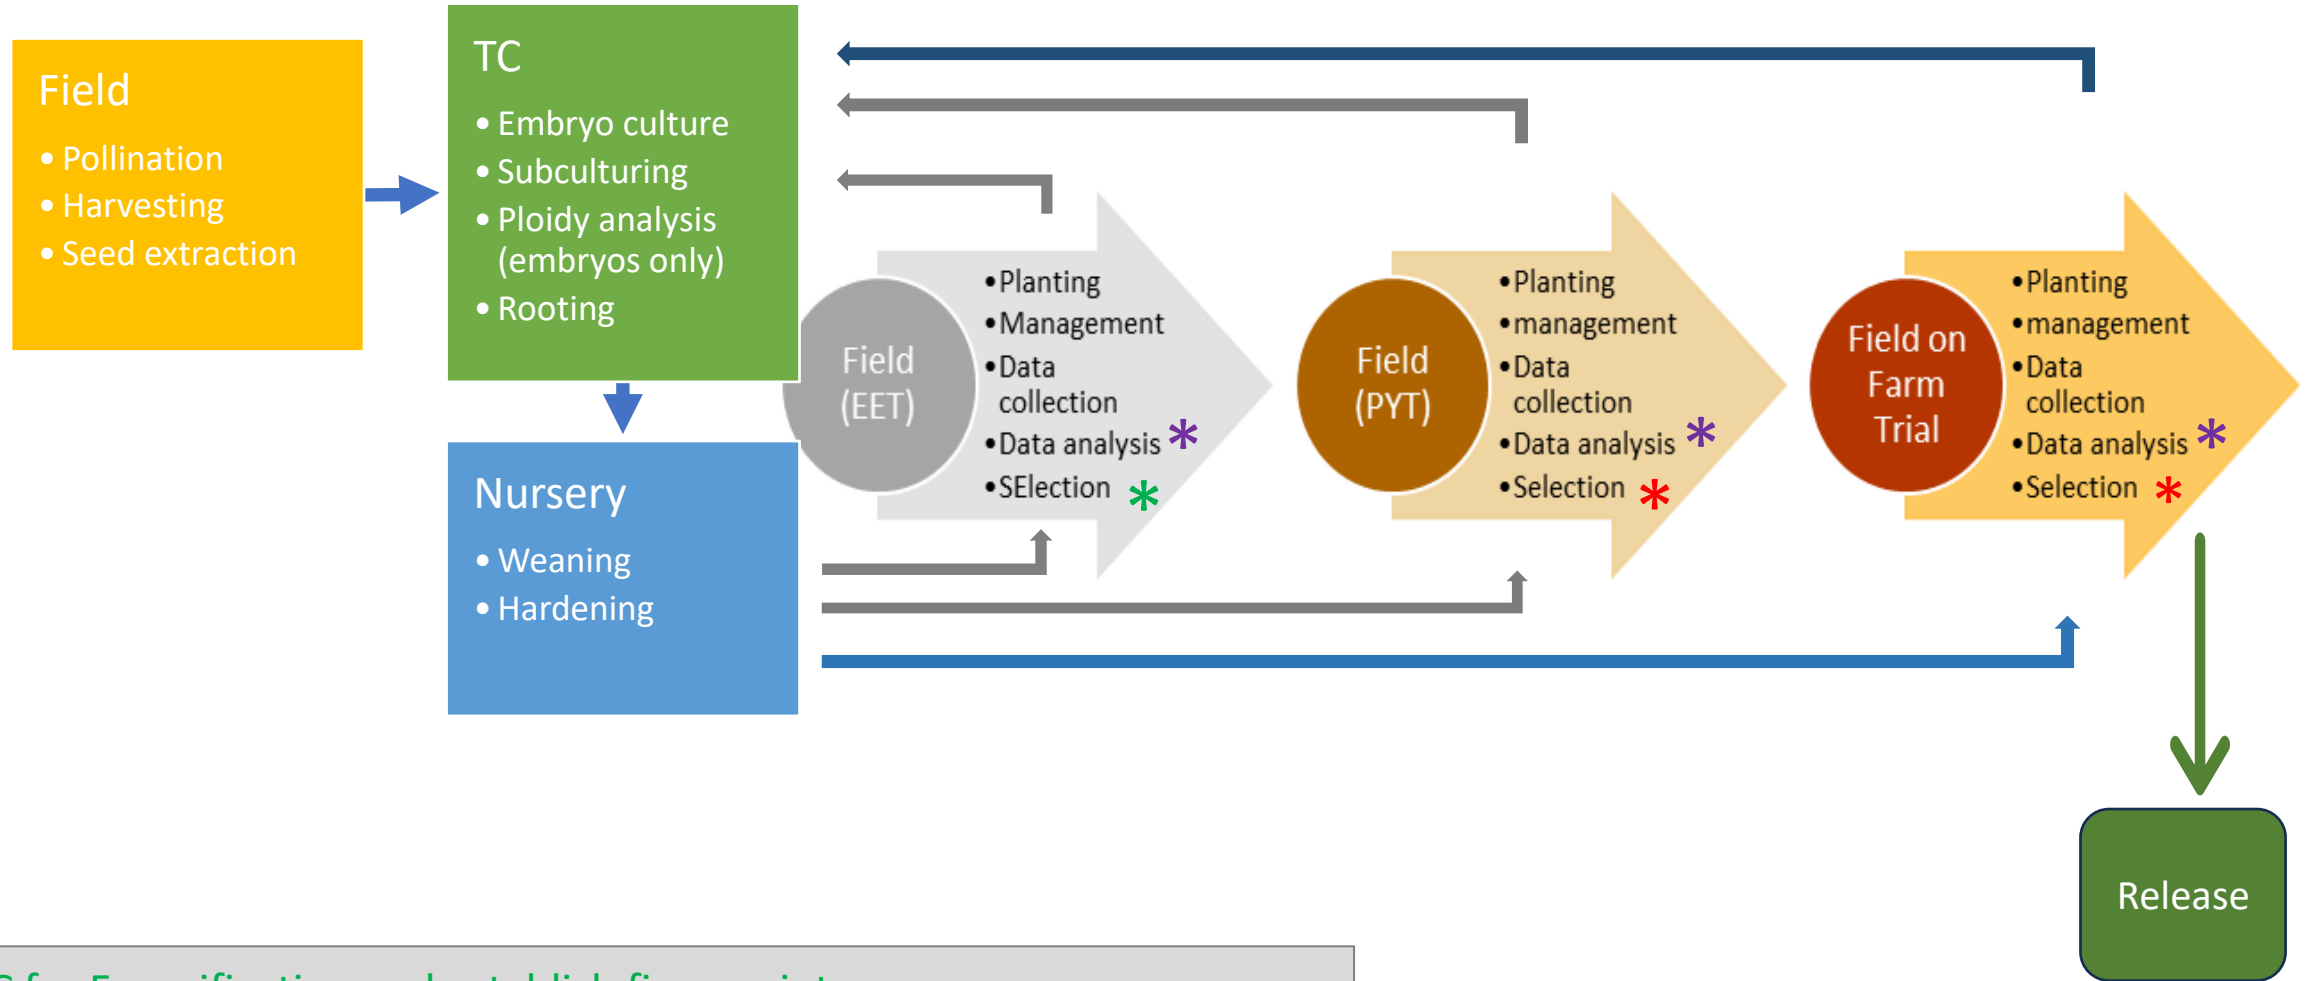 Field
• Pollination
• Harvesting
• Seed extraction
TC
• Embryo culture
• Subculturing
• Ploidy analysis
(embryos only)
• Rooting
Nursery
• Weaning
• Hardening
Field
(EET)
•Planting
•Management
•Data
collection
•Data analysis *
•SElection *
Field
(PYT)
•Planting
•management
•Data
collection
•Data analysis *
•Selection *
Field on
Farm
Trial
•Planting
•management
•Data
collection
•Data analysis *
•Selection *
Release